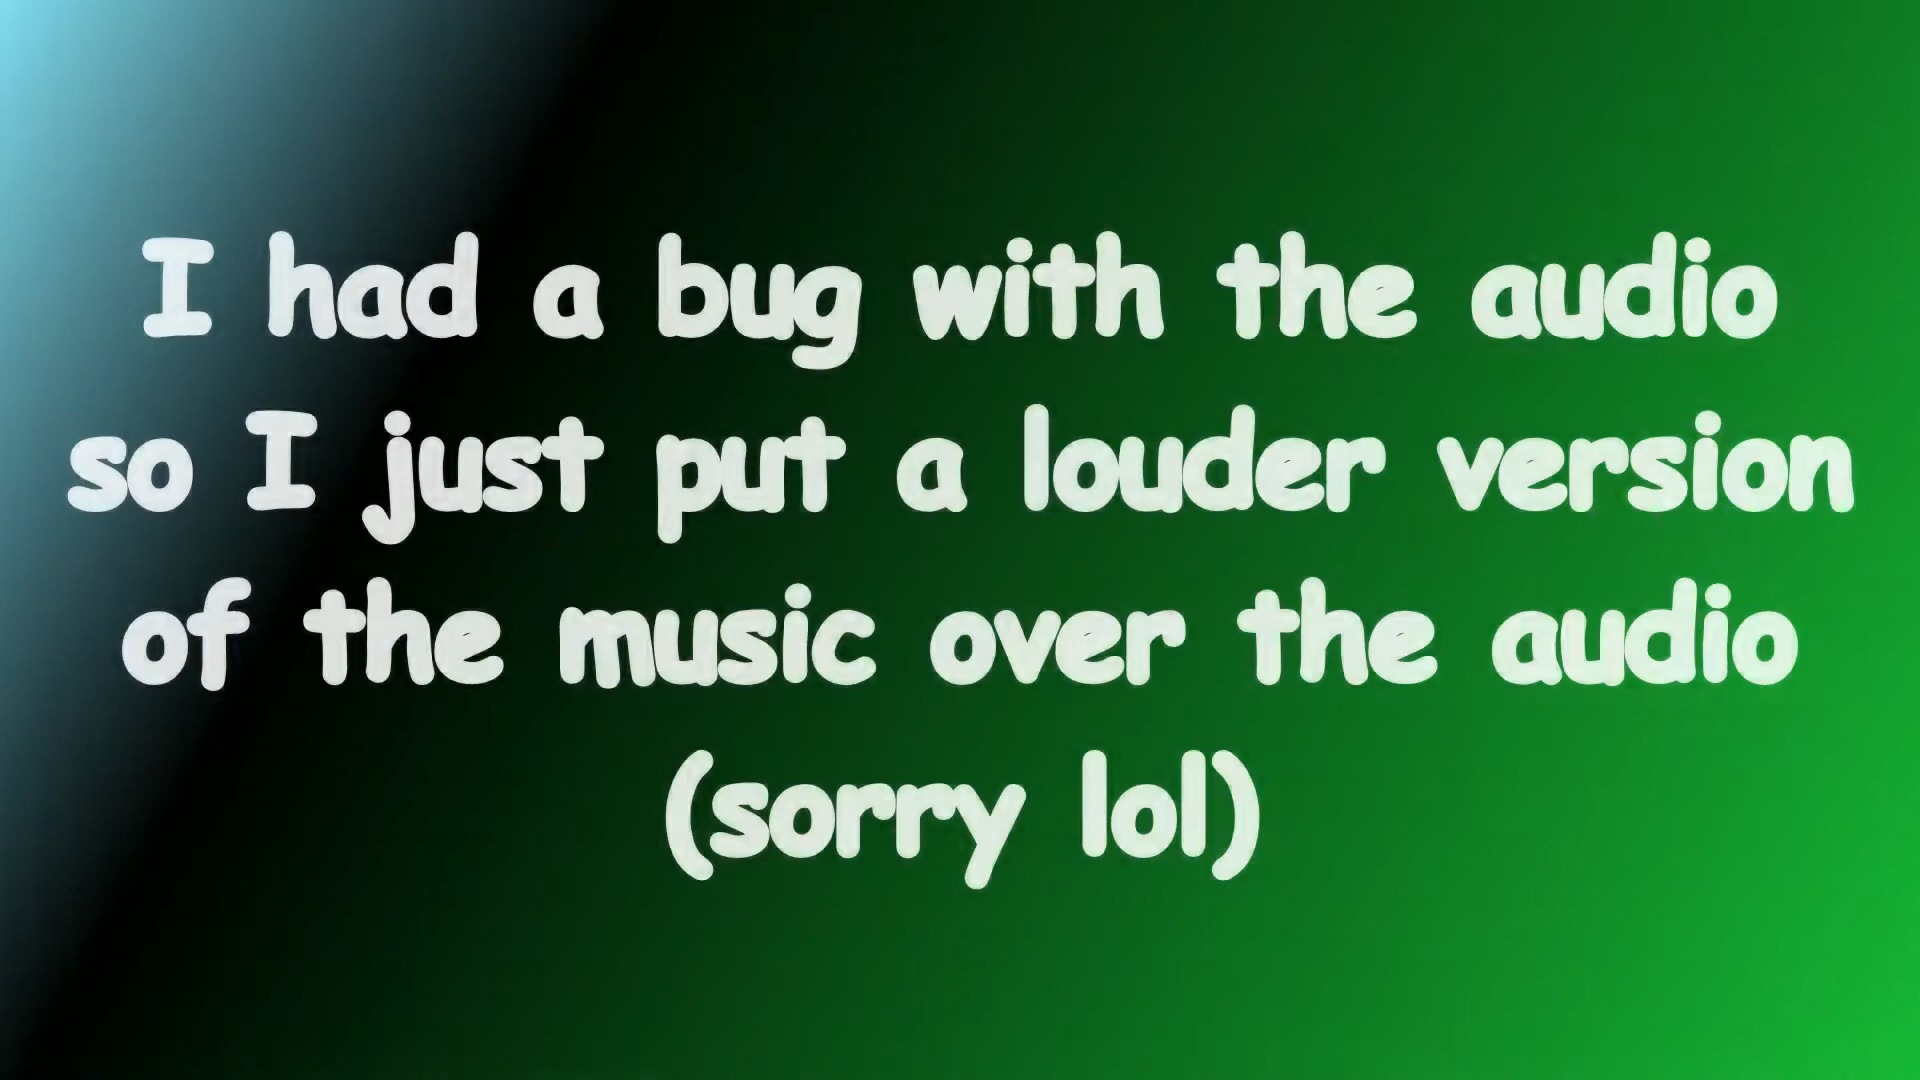 I had a bug with the audio
so I just put a louder version
of the music over the audio
(sorry lol)